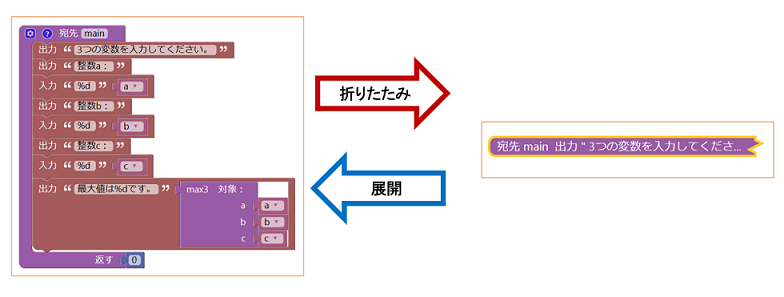 ? 宛先 main
出力 “ 3つの変数を入力してください。 ”
出力 “ 整数a： ”
入力 “ %d ” a
出力 “ 整数b： ”
入力 “ %d ” b
出力 “ 整数c： ”
入力 “ %d ” c
出力 “ 最大値は%dです。 ” max3 対象：
a a
b b
c c
返す 0
折りたたみ
展開
宛先 main 出力 " 3つの変数を入力してくださ...